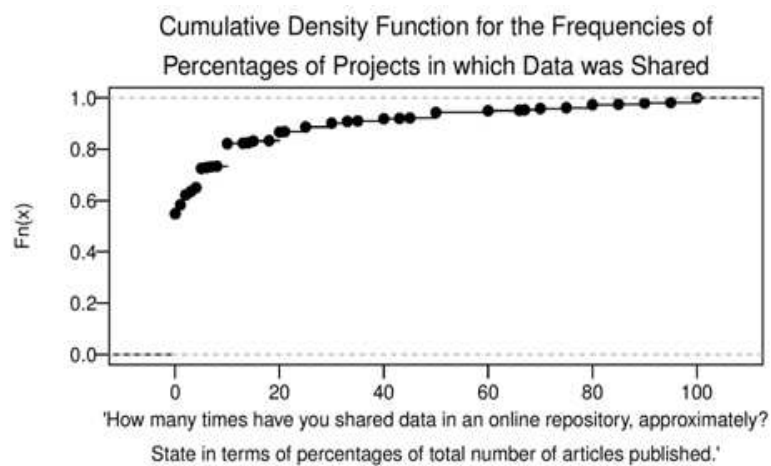 Cumulative Density Function for the Frequencies of
Percentages of Projects in which Data was Shared
1.0
0.8
0.6
0.4
0.2
0.0
Fn(x)
0 20 40 60 80 100
'How many times have you shared data in an online repository, approximately?
State in terms of percentages of total number of articles published.'